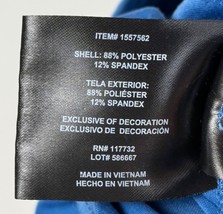 ITEM# 1557562
SHELL: 88% POLYESTER
12% SPANDEX
TELA EXTERIOR:
88% POLIÉSTER
12% SPANDEX
EXCLUSIVE OF DECORATION
EXCLUSIVO DE DECORACIÓN
RN# 117732
LOT# 586667
MADE IN VIETNAM
HECHO EN VIETNAM